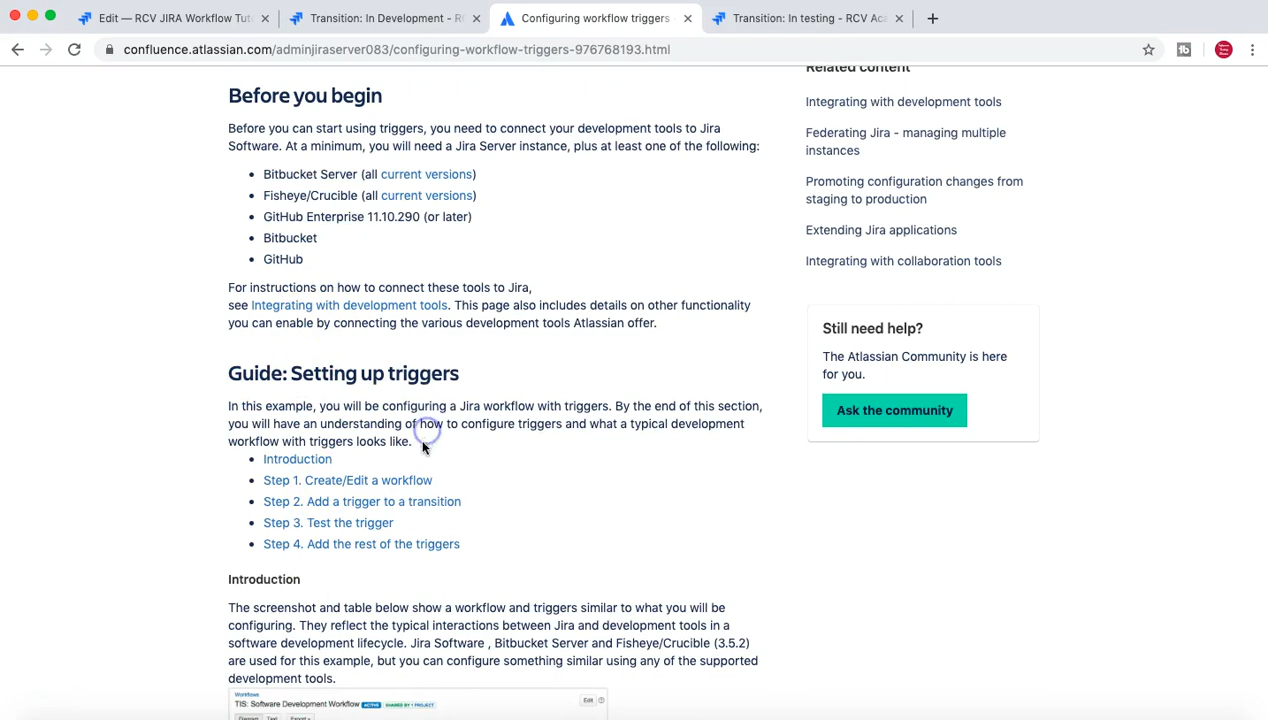 Edit — RCV JIRA Workflow Tut
Transition: In Development - R
Configuring workflow triggers
Transition: In testing - RCV Aca
confluence.atlassian.com/adminjiraserver083/configuring-workflow-triggers-976768193.html
Before you begin
Before you can start using triggers, you need to connect your development tools to Jira
Software. At a minimum, you will need a Jira Server instance, plus at least one of the following:
• Bitbucket Server (all current versions)
• Fisheye/Crucible (all current versions)
• GitHub Enterprise 11.10.290 (or later)
• Bitbucket
• GitHub
For instructions on how to connect these tools to Jira,
see Integrating with development tools. This page also includes details on other functionality
you can enable by connecting the various development tools Atlassian offer.
Guide: Setting up triggers
In this example, you will be configuring a Jira workflow with triggers. By the end of this section,
you will have an understanding of how to configure triggers and what a typical development
workflow with triggers looks like.
• Introduction
• Step 1. Create/Edit a workflow
• Step 2. Add a trigger to a transition
• Step 3. Test the trigger
• Step 4. Add the rest of the triggers
Introduction
The screenshot and table below show a workflow and triggers similar to what you will be
configuring. They reflect the typical interactions between Jira and development tools in a
software development lifecycle. Jira Software , Bitbucket Server and Fisheye/Crucible (3.5.2)
are used for this example, but you can configure something similar using any of the supported
development tools.
Workflows
TIS: Software Development Workflow ACTIVE SHARED BY 1 PROJECT
Edit
Diagram Text Export
Related content
Integrating with development tools
Federating Jira - managing multiple
instances
Promoting configuration changes from
staging to production
Extending Jira applications
Integrating with collaboration tools
Still need help?
The Atlassian Community is here
for you.
Ask the community